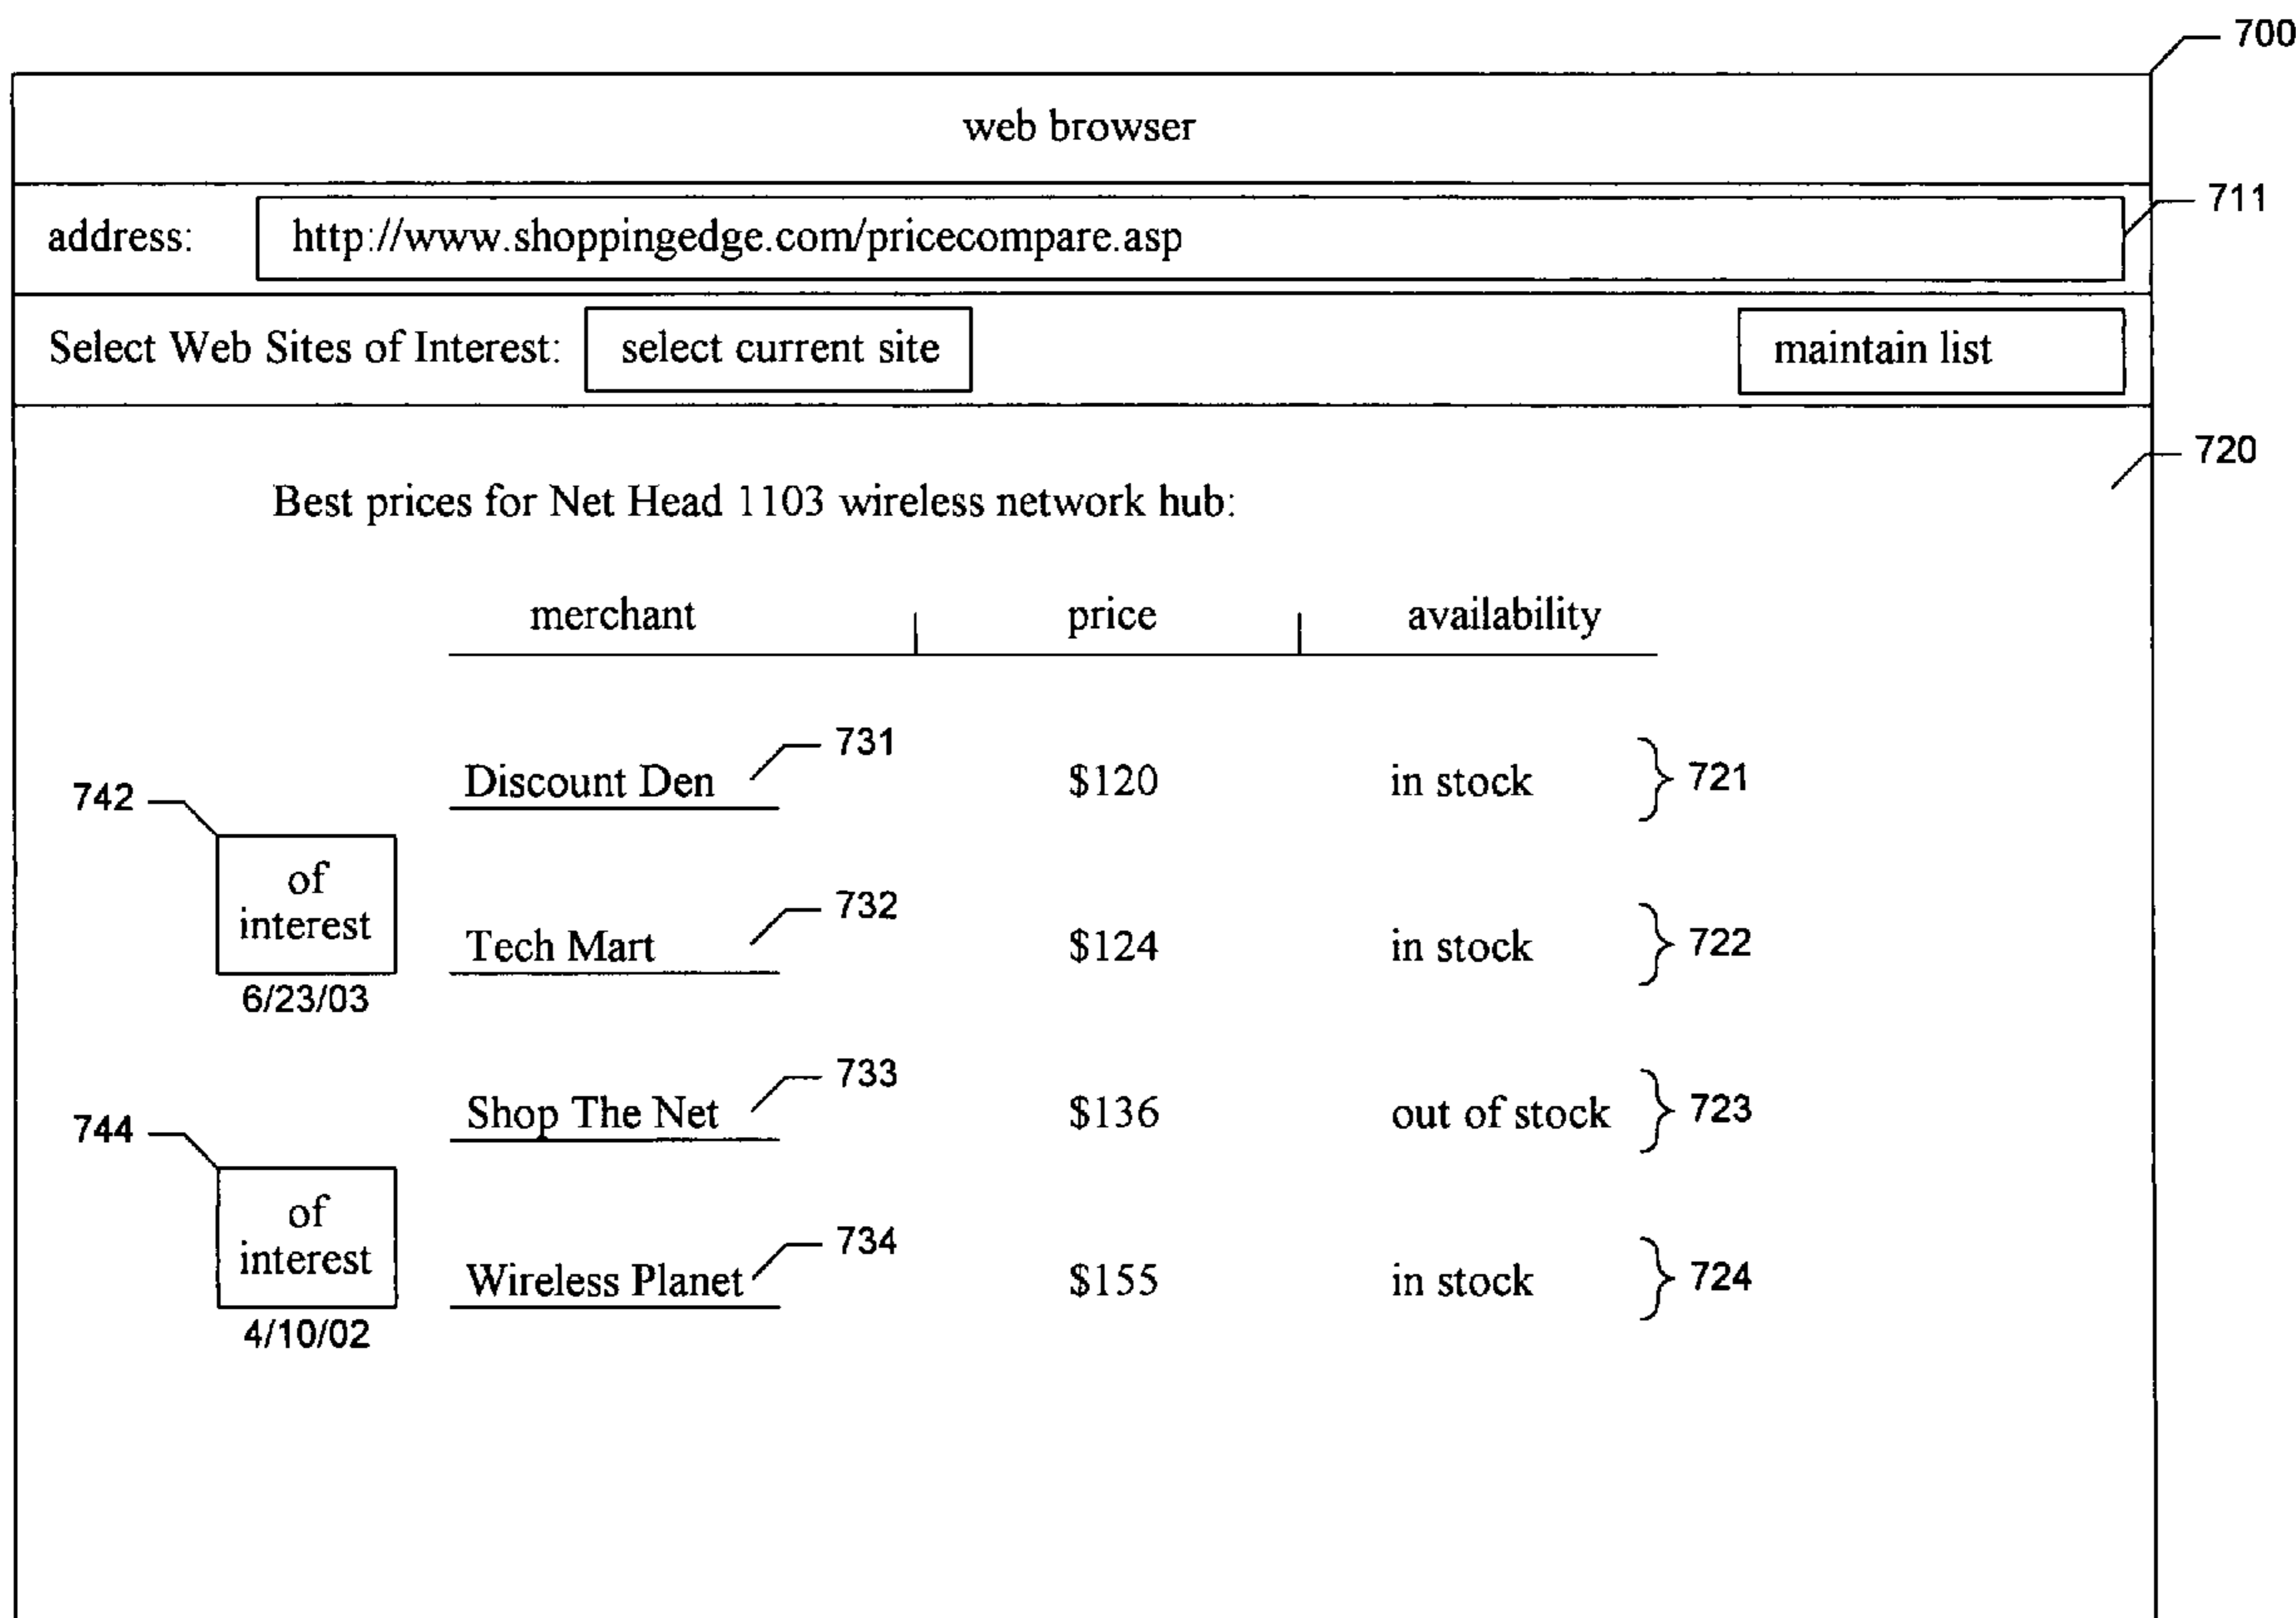 700
web browser
711
address: http://www.shoppingedge.com/pricecompare.asp
Select Web Sites of Interest: select current site maintain list
720
Best prices for Net Head 1103 wireless network hub:
merchant price availability
731
Discount Den $120 in stock 721
742
of
interest
732
Tech Mart $124 in stock 722
6/23/03
733
Shop The Net $136 out of stock 723
744
of
interest
734
Wireless Planet $155 in stock 724
4/10/02